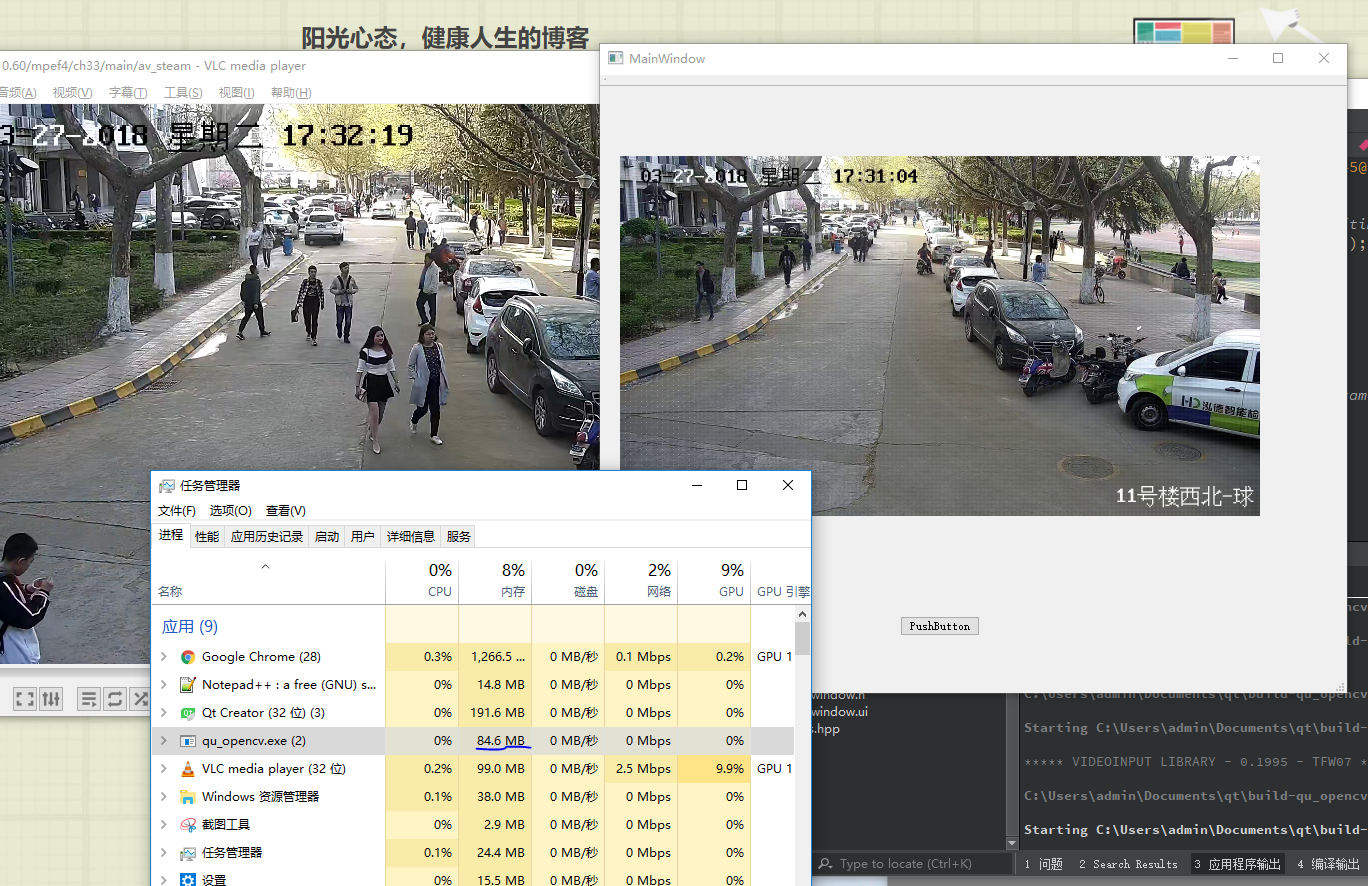 阳光心态，健康人生的博客
0.60/mpef4/ch33/main/av_steam - VLC media player
音频(A) 视频(V) 字幕(T) 工具(S) 视图(I) 帮助(H)
3-27-2018 星期二 17:32:19
MainWindow
03-27-2018 星期二 17:31:04
泓德智能检
11号楼西北-球
PushButton
任务管理器
文件(F) 选项(O) 查看(V)
进程 性能 应用历史记录 启动 用户 详细信息 服务
0% 8% 0% 2% 9%
名称 CPU 内存 磁盘 网络 GPU GPU 引擎
应用 (9)
Google Chrome (28) 0.3% 1,266.5 ... 0 MB/秒 0.1 Mbps 0.2% GPU 1
Notepad++ : a free (GNU) s... 0% 14.8 MB 0 MB/秒 0 Mbps 0%
Qt Creator (32 位) (3) 0% 191.6 MB 0 MB/秒 0 Mbps 0%
qu_opencv.exe (2) 0% 84.6 MB 0 MB/秒 0 Mbps 0%
VLC media player (32 位) 0.2% 99.0 MB 0 MB/秒 2.5 Mbps 9.9% GPU 1
Windows 资源管理器 0.1% 38.0 MB 0 MB/秒 0 Mbps 0%
截图工具 0% 2.9 MB 0 MB/秒 0 Mbps 0%
任务管理器 0.1% 24.4 MB 0 MB/秒 0 Mbps 0%
设置 0% 15.5 MB 0 MB/秒 0 Mbps 0%
5@
);
am
window.h
window.ui
s.hpp
C:\Users\admin\Documents\qt\build-qu_opencv
Starting C:\Users\admin\Documents\qt\build-
***** VIDEOINPUT LIBRARY - 0.1995 - TFW07 *
C:\Users\admin\Documents\qt\build-qu_opencv
Starting C:\Users\admin\Documents\qt\build-
Type to locate (Ctrl+K) 1 问题 2 Search Results 3 应用程序输出 4 编译输出